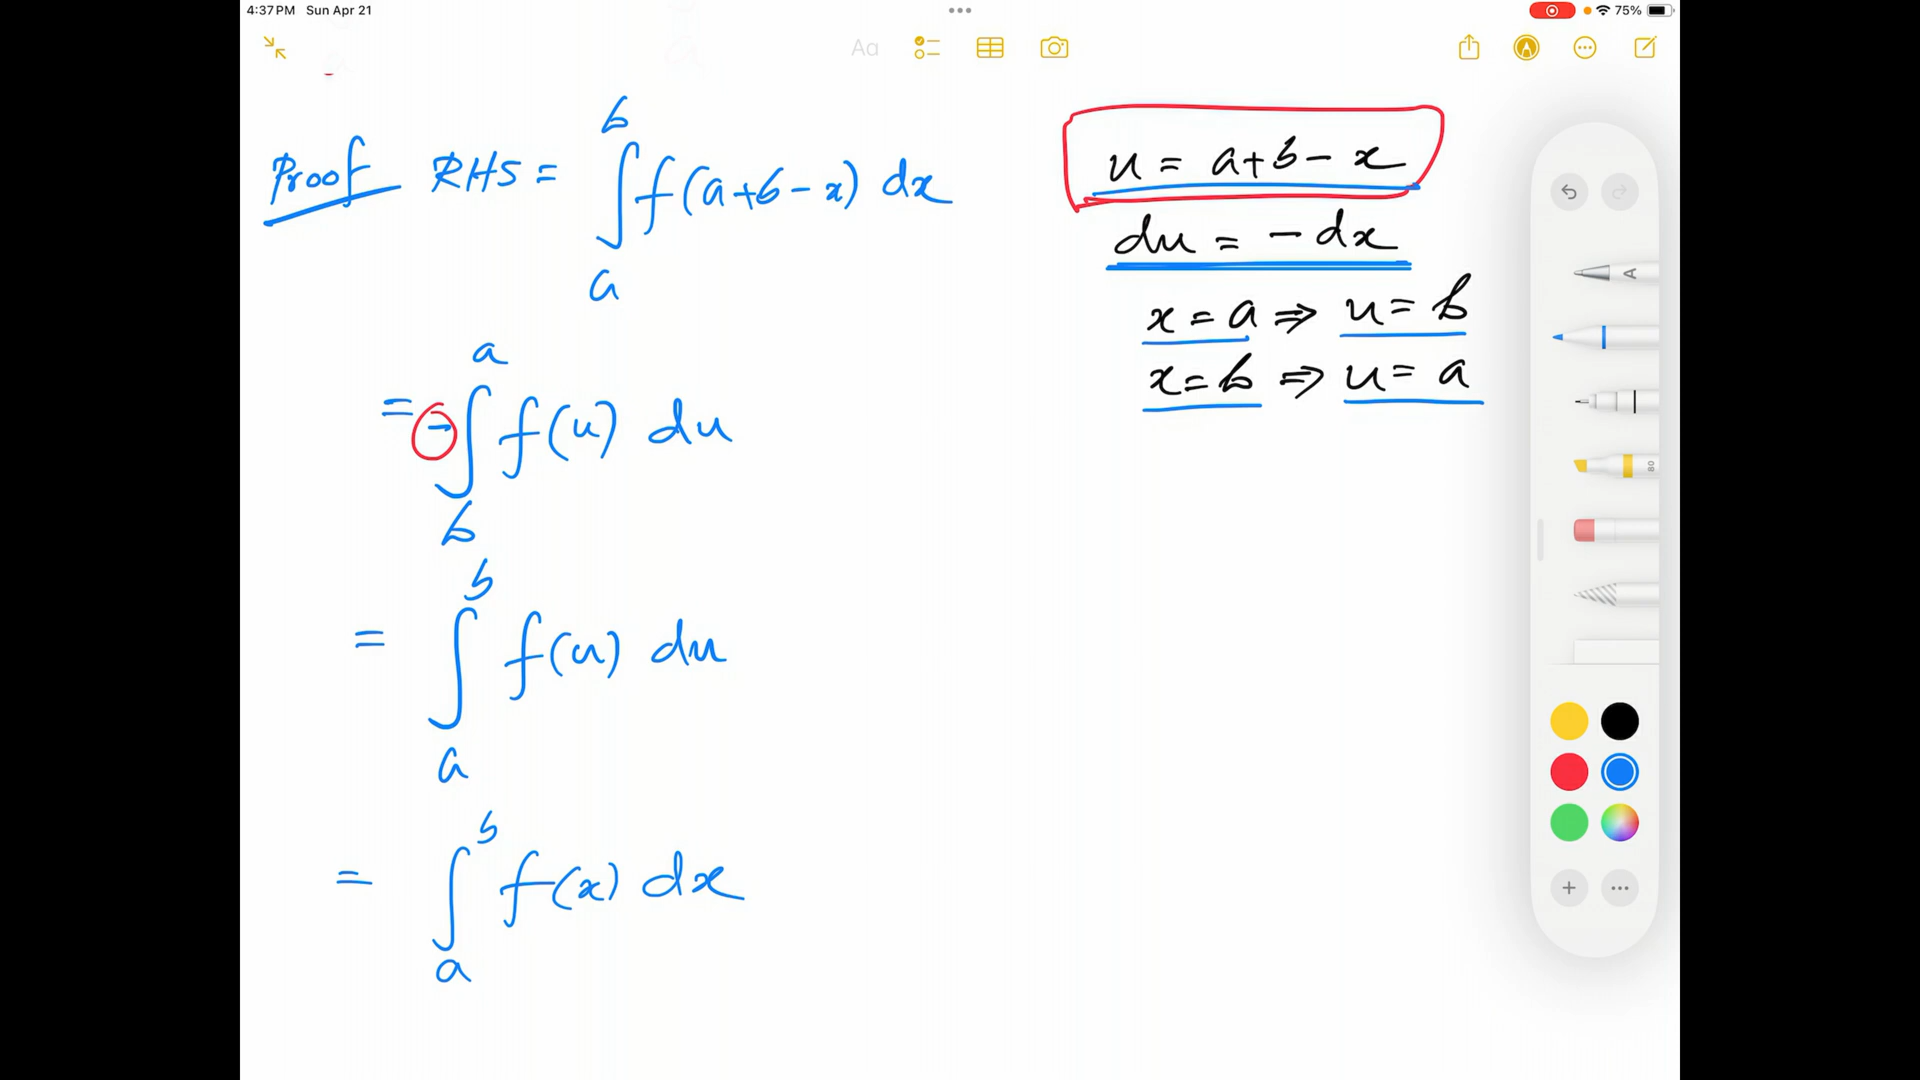 4:37 PM Sun Apr 21
75%
Aa
Proof RHS = ∫_a^b f(a+b-x) dx
= -∫_b^a f(u) du
= ∫_a^b f(u) du
= ∫_a^b f(x) dx
u = a+b-x
du = -dx
x = a ⇒ u = b
x = b ⇒ u = a
A
80